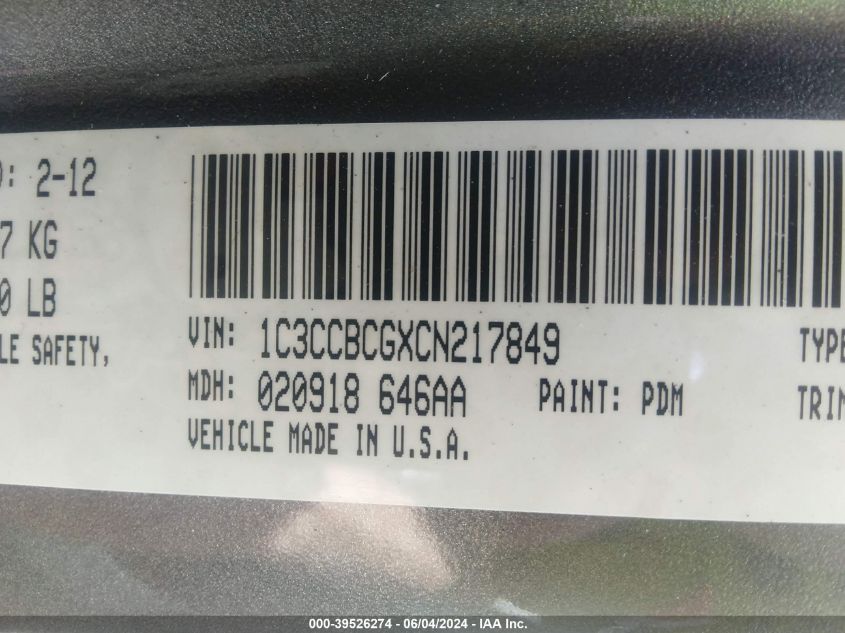 : 2-12
7 KG
0 LB
LE SAFETY,
VIN: 1C3CCBCGXCN217849
MDH: 020918 646AA
PAINT: PDM
VEHICLE MADE IN U.S.A.
TYPE
TRIM
000-39526274 - 06/04/2024 - IAA Inc.